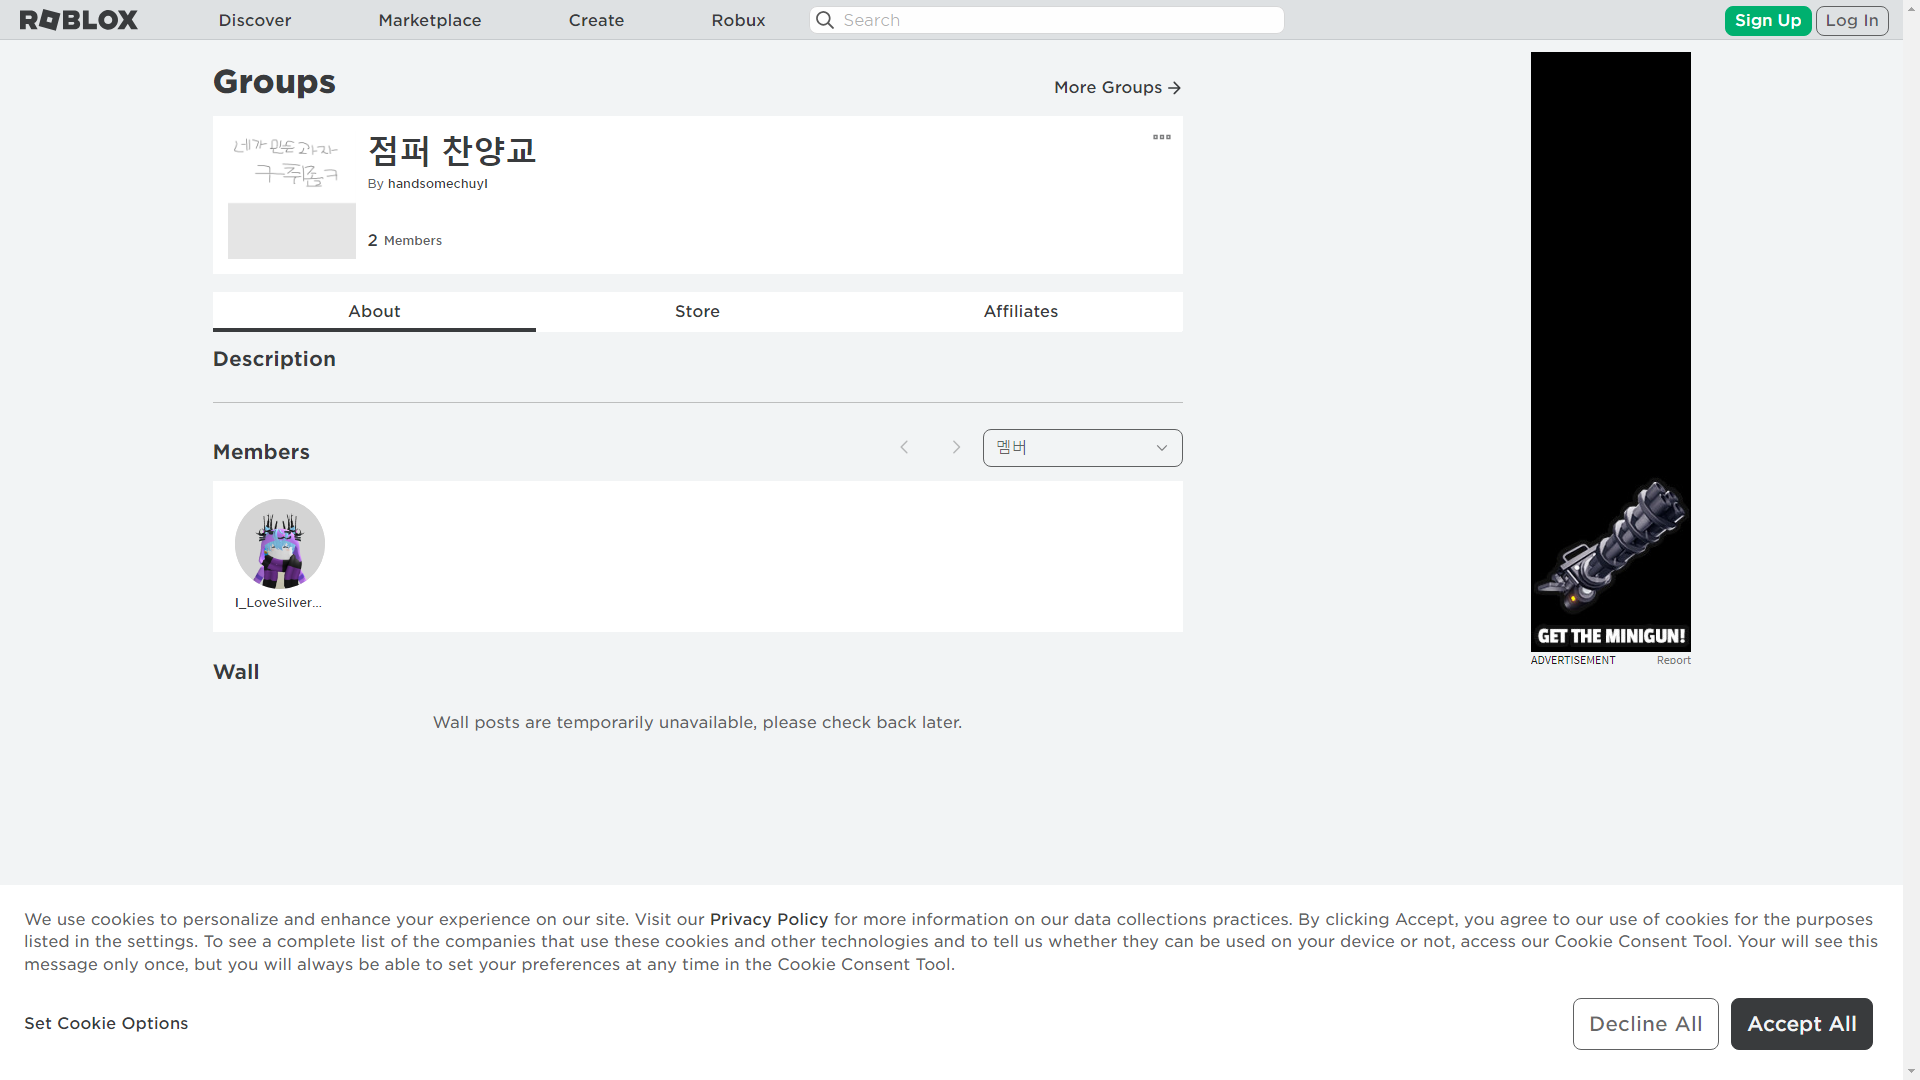 ROBLOX
Discover
Marketplace
Create
Robux
Search
Sign Up
Log In
Groups
More Groups
네가 만든 과자
구쥐좀ㅋ
점퍼 찬양교
By handsomechuyl
2 Members
About
Store
Affiliates
Description
Members
멤버
I_LoveSilver...
Wall
Wall posts are temporarily unavailable, please check back later.
GET THE MINIGUN!
ADVERTISEMENT
Report
We use cookies to personalize and enhance your experience on our site. Visit our Privacy Policy for more information on our data collections practices. By clicking Accept, you agree to our use of cookies for the purposes
listed in the settings. To see a complete list of the companies that use these cookies and other technologies and to tell us whether they can be used on your device or not, access our Cookie Consent Tool. Your will see this
message only once, but you will always be able to set your preferences at any time in the Cookie Consent Tool.
Set Cookie Options
Decline All
Accept All